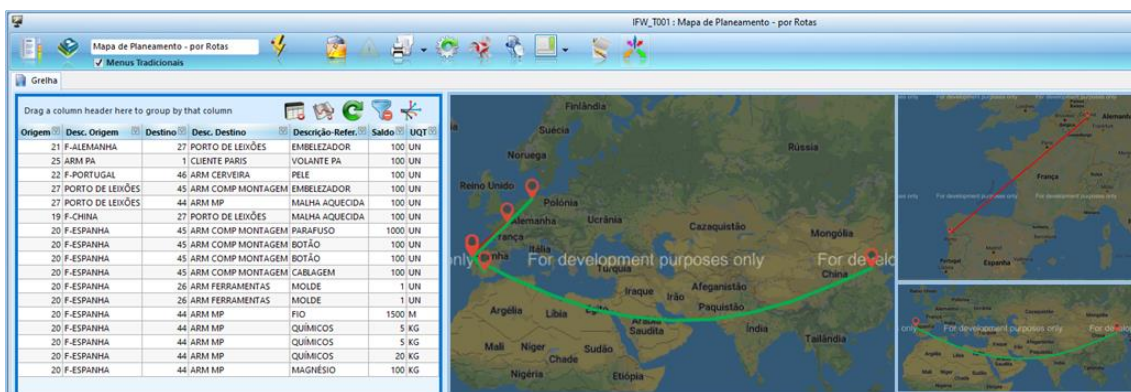 IFW_T001 : Mapa de Planeamento - por Rotas
Mapa de Planeamento - por Rotas
Menus Tradicionais
Grelha
Drag a column header here to group by that column
Origem Desc. Origem Destino Desc. Destino Descrição-Refer. Saldo UQT
21 F-ALEMANHA 27 PORTO DE LEIXÕES EMBELEZADOR 100 UN
25 ARM PA 1 CLIENTE PARIS VOLANTE PA 100 UN
22 F-PORTUGAL 46 ARM CERVEIRA PELE 100 UN
27 PORTO DE LEIXÕES 45 ARM COMP MONTAGEM EMBELEZADOR 100 UN
27 PORTO DE LEIXÕES 44 ARM MP MALHA AQUECIDA 100 UN
19 F-CHINA 27 PORTO DE LEIXÕES MALHA AQUECIDA 100 UN
20 F-ESPANHA 45 ARM COMP MONTAGEM PARAFUSO 1000 UN
20 F-ESPANHA 45 ARM COMP MONTAGEM BOTÃO 100 UN
20 F-ESPANHA 45 ARM COMP MONTAGEM BOTÃO 100 UN
20 F-ESPANHA 45 ARM COMP MONTAGEM CABLAGEM 100 UN
20 F-ESPANHA 26 ARM FERRAMENTAS MOLDE 1 UN
20 F-ESPANHA 26 ARM FERRAMENTAS MOLDE 1 UN
20 F-ESPANHA 44 ARM MP FIO 1500 M
20 F-ESPANHA 44 ARM MP QUÍMICOS 5 KG
20 F-ESPANHA 44 ARM MP QUÍMICOS 5 KG
20 F-ESPANHA 44 ARM MP QUÍMICOS 20 KG
20 F-ESPANHA 44 ARM MP MAGNÉSIO 100 KG
Finlândia
Suécia
Rússia
Noruega
Reino Unido
Polónia
Alemanha
Ucrânia
Cazaquistão
Mongólia
Itália
only
For development purposes only
Turquia
China
Iraque
Irão
Afeganistão
Argélia
Líbia
Egito
Paquistão
Arábia
Saudita
Índia
Mali
Níger
Sudão
Tailândia
Chade
Nigéria
Etiópia
França
Portugal
Espanha
For development purposes only